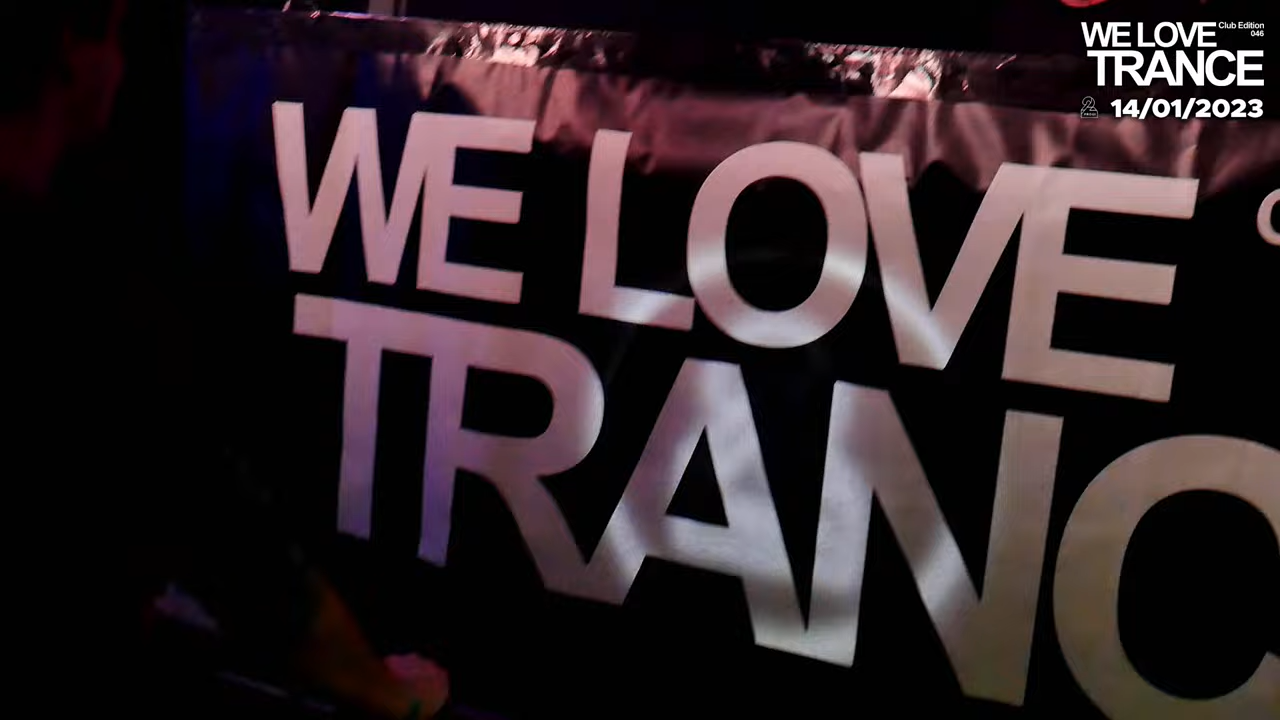 WE LOVE
TRANC
WE LOVE
Club Edition
046
TRANCE
14/01/2023